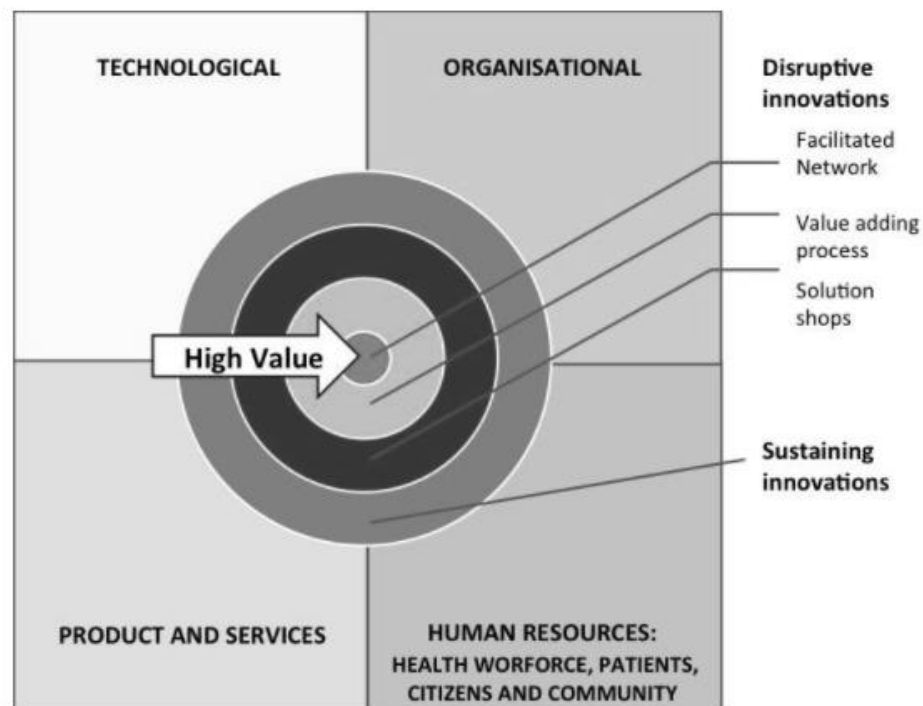 TECHNOLOGICAL
ORGANISATIONAL
Disruptive
innovations
Facilitated
Network
Value adding
process
Solution
shops
High Value
Sustaining
innovations
PRODUCT AND SERVICES
HUMAN RESOURCES:
HEALTH WORFORCE, PATIENTS,
CITIZENS AND COMMUNITY